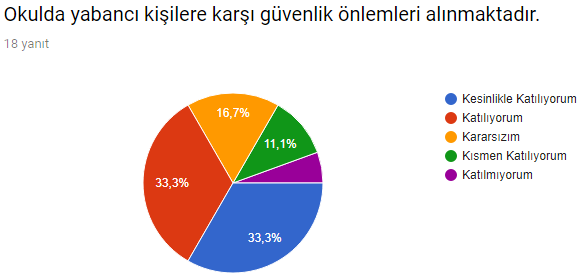 Okulda yabancı kişilere karşı güvenlik önlemleri alınmaktadır.
18 yanıt
16,7%
11,1%
33,3%
33,3%
Kesinlikle Katılıyorum
Katılıyorum
Kararsızım
Kısmen Katılıyorum
Katılmıyorum